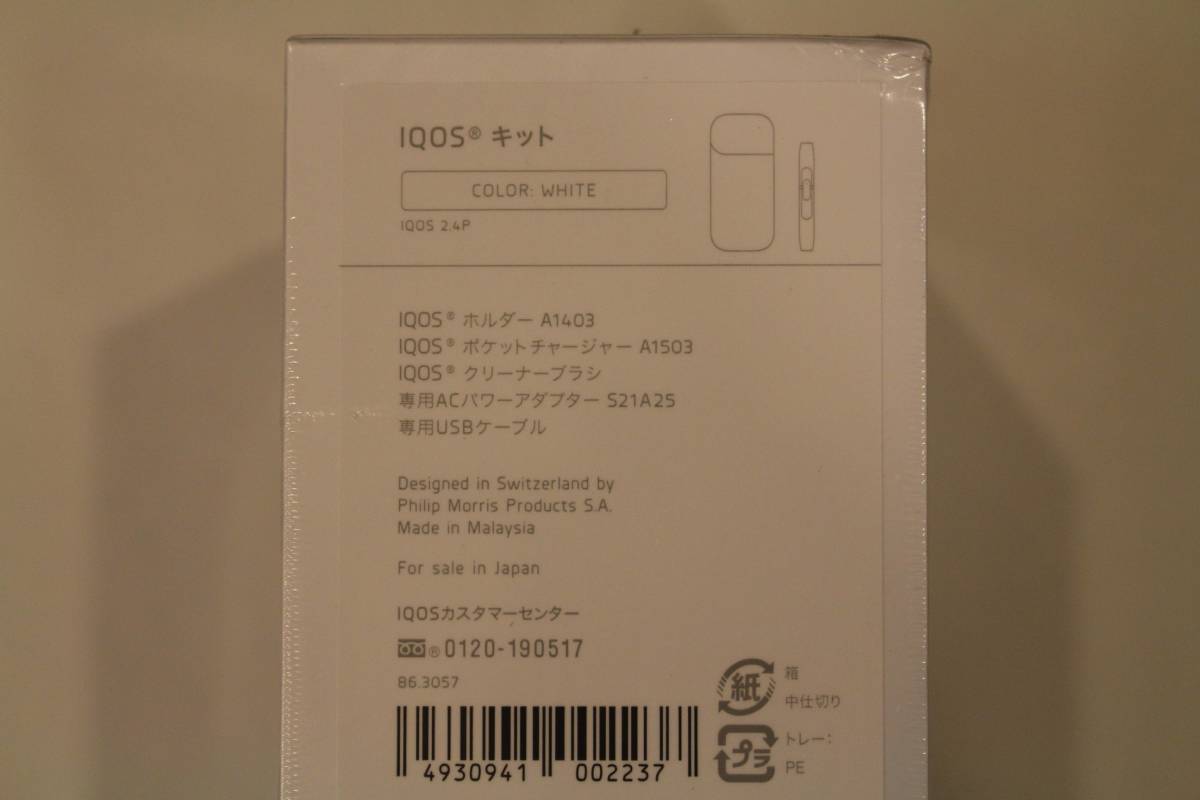 IQOS® キット
COLOR: WHITE
IQOS 2.4P
IQOS® ホルダー A1403
IQOS® ポケットチャージャー A1503
IQOS® クリーナーブラシ
専用ACパワーアダプター S21A25
専用USBケーブル
Designed in Switzerland by
Philip Morris Products S.A.
Made in Malaysia
For sale in Japan
IQOSカスタマーセンター
®0120-190517
86.3057
4930941 002237
紙
箱
中仕切り
プラ
トレー:
PE